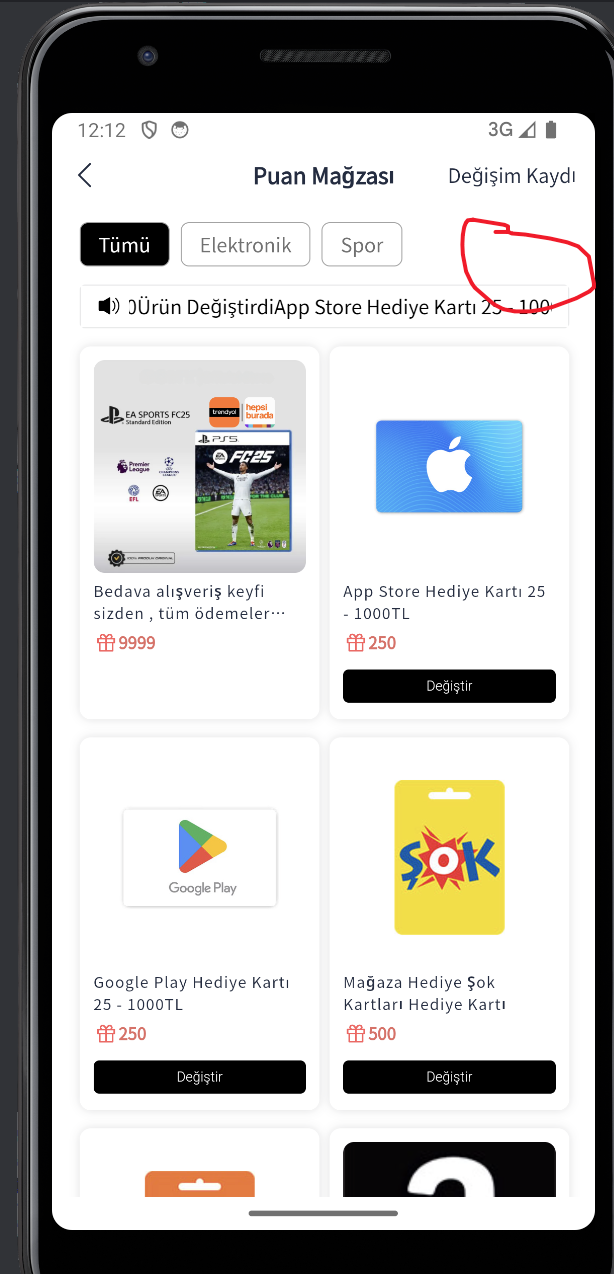 12:12
3G
Puan Mağzası
Değişim Kaydı
Tümü
Elektronik
Spor
0Ürün DeğiştirdiApp Store Hediye Kartı 25 - 100
EA SPORTS FC25
Standard Edition
trendyol
hepsi
burada
Premier
League
EFL
EA
PS5
FC25
Bedava alışveriş keyfi
sizden , tüm ödemeler...
9999
App Store Hediye Kartı 25
- 1000TL
250
Değiştir
Google Play
Google Play Hediye Kartı
25 - 1000TL
250
Değiştir
ŞOK
Mağaza Hediye Şok
Kartları Hediye Kartı
500
Değiştir